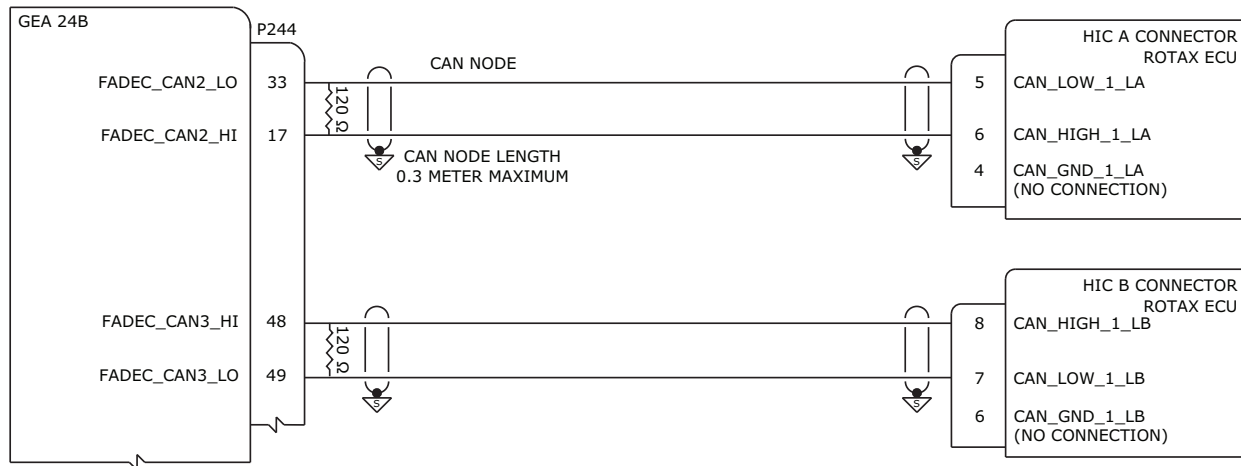 GEA 24B
P244
HIC A CONNECTOR
ROTAX ECU
CAN NODE
FADEC_CAN2_LO 33
5 CAN_LOW_1_LA
120 Ω
FADEC_CAN2_HI 17
6 CAN_HIGH_1_LA
S
S
CAN NODE LENGTH
0.3 METER MAXIMUM
4 CAN_GND_1_LA
(NO CONNECTION)
HIC B CONNECTOR
ROTAX ECU
FADEC_CAN3_HI 48
8 CAN_HIGH_1_LB
120 Ω
FADEC_CAN3_LO 49
7 CAN_LOW_1_LB
S
S
6 CAN_GND_1_LB
(NO CONNECTION)